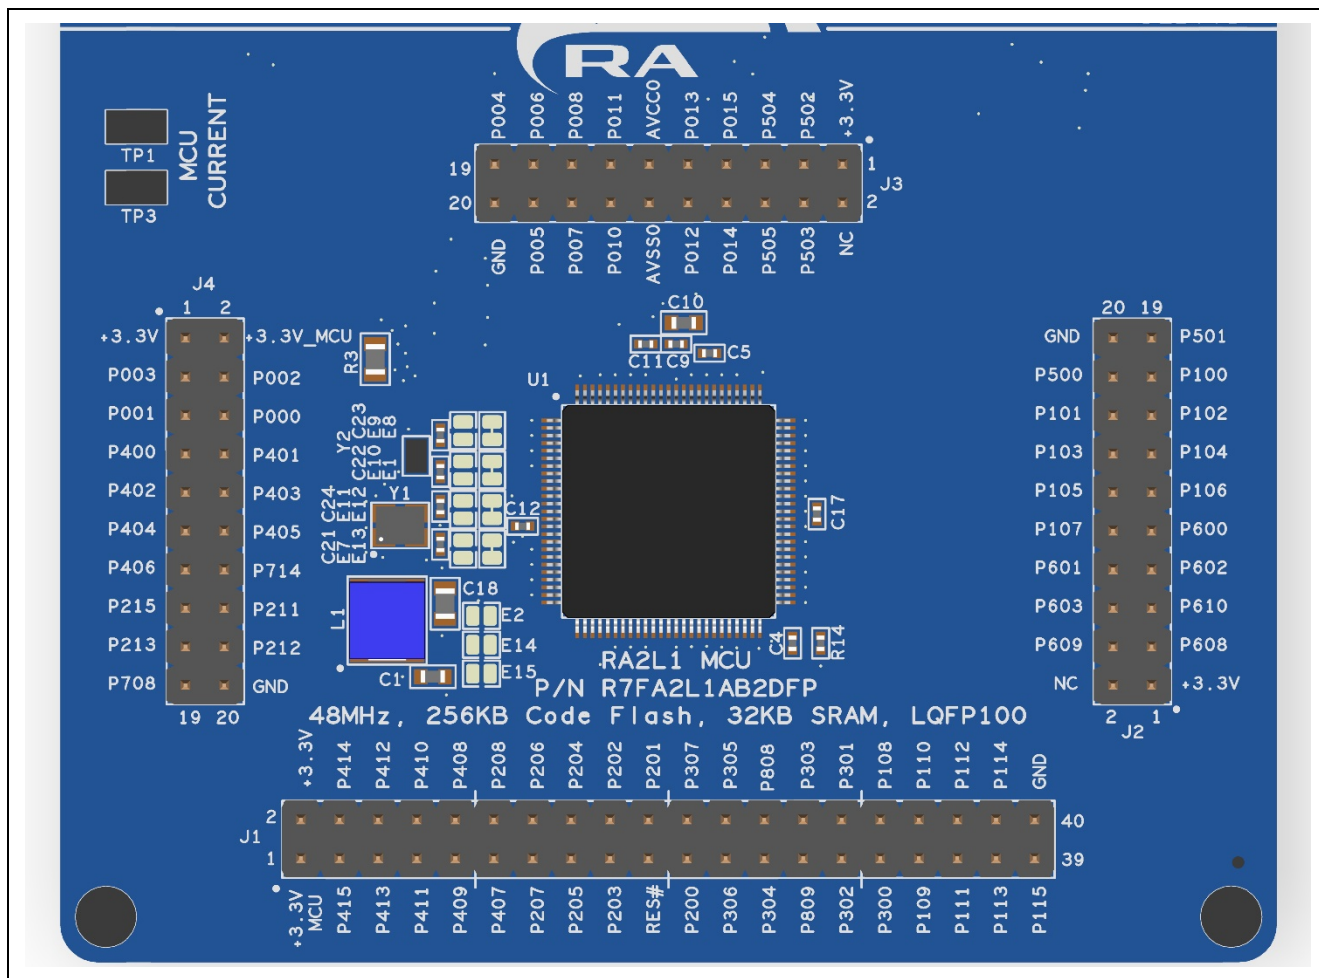 RA
TP1
TP3
MCU
CURRENT
P004 P006 P008 P011 AVCC0 P013 P015 P504 P502 +3.3V
19 1
20 2
J3
GND P005 P007 P010 AVSS0 P012 P014 P505 P503 NC
J4
1 2
+3.3V +3.3V_MCU
P003 P002
P001 P000
P400 P401
P402 P403
P404 P405
P406 P714
P215 P211
P213 P212
P708 GND
19 20
R3
C10
C11 C9 C5
U1
Y2 C23 E9 E8
C22 E10 E1
Y1
C24 E11 E12
C21 E7 E13
C12
C17
L1
C18
E2
E14
E15
C1
C4 R14
20 19
GND P501
P500 P100
P101 P102
P103 P104
P105 P106
P107 P600
P601 P602
P603 P610
P609 P608
NC +3.3V
2 1
J2
RA2L1 MCU
P/N R7FA2L1AB2DFP
48MHz, 256KB Code Flash, 32KB SRAM, LQFP100
+3.3V P414 P412 P410 P408 P208 P206 P204 P202 P201 P307 P305 P808 P303 P301 P108 P110 P112 P114 GND
2 40
J1
1 39
+3.3V MCU P415 P413 P411 P409 P407 P207 P205 P203 RES# P200 P306 P304 P809 P302 P300 P109 P111 P113 P115